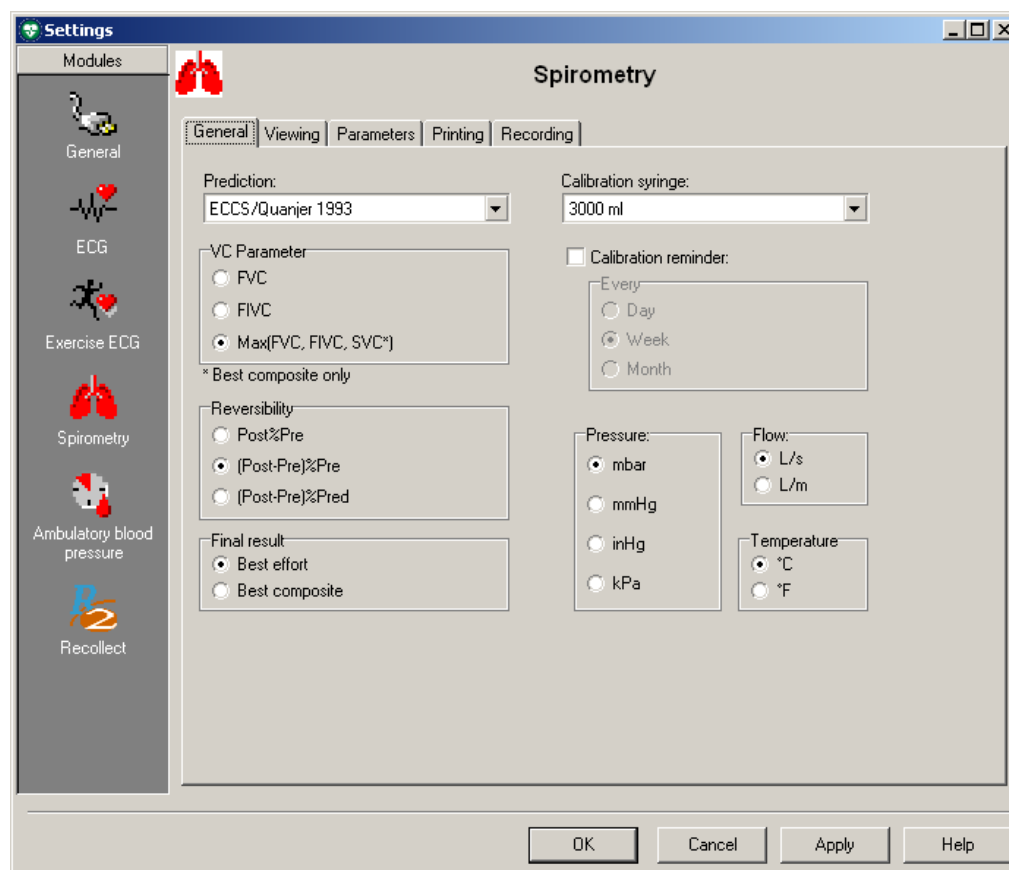 Settings
Modules
General
ECG
Exercise ECG
Spirometry
Ambulatory blood
pressure
R2
Recollect
Spirometry
General Viewing Parameters Printing Recording
Prediction:
ECCS/Quanjer 1993
VC Parameter
FVC
FIVC
Max(FVC, FIVC, SVC*)
* Best composite only
Reversibility
Post%Pre
(Post-Pre)%Pre
(Post-Pre)%Pred
Final result
Best effort
Best composite
Calibration syringe:
3000 ml
Calibration reminder:
Every
Day
Week
Month
Pressure:
mbar
mmHg
inHg
kPa
Flow:
L/s
L/m
Temperature
°C
°F
OK Cancel Apply Help